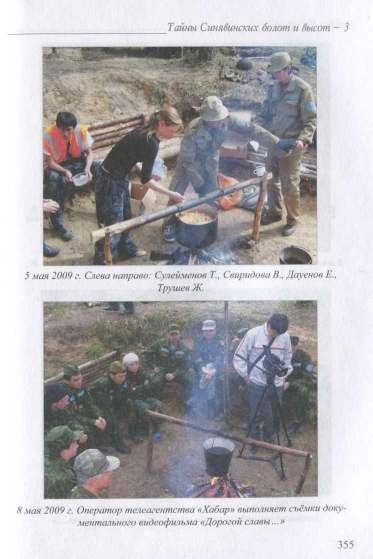 Тайны Синявинских болот и высот – 3
5 мая 2009 г. Слева направо: Сулейменов Т., Свиридова В., Дауенов Е.,
Трушев Ж.
8 мая 2009 г. Оператор телеагентства «Хабар» выполняет съёмки доку-
ментального видеофильма «Дорогой славы…»
355